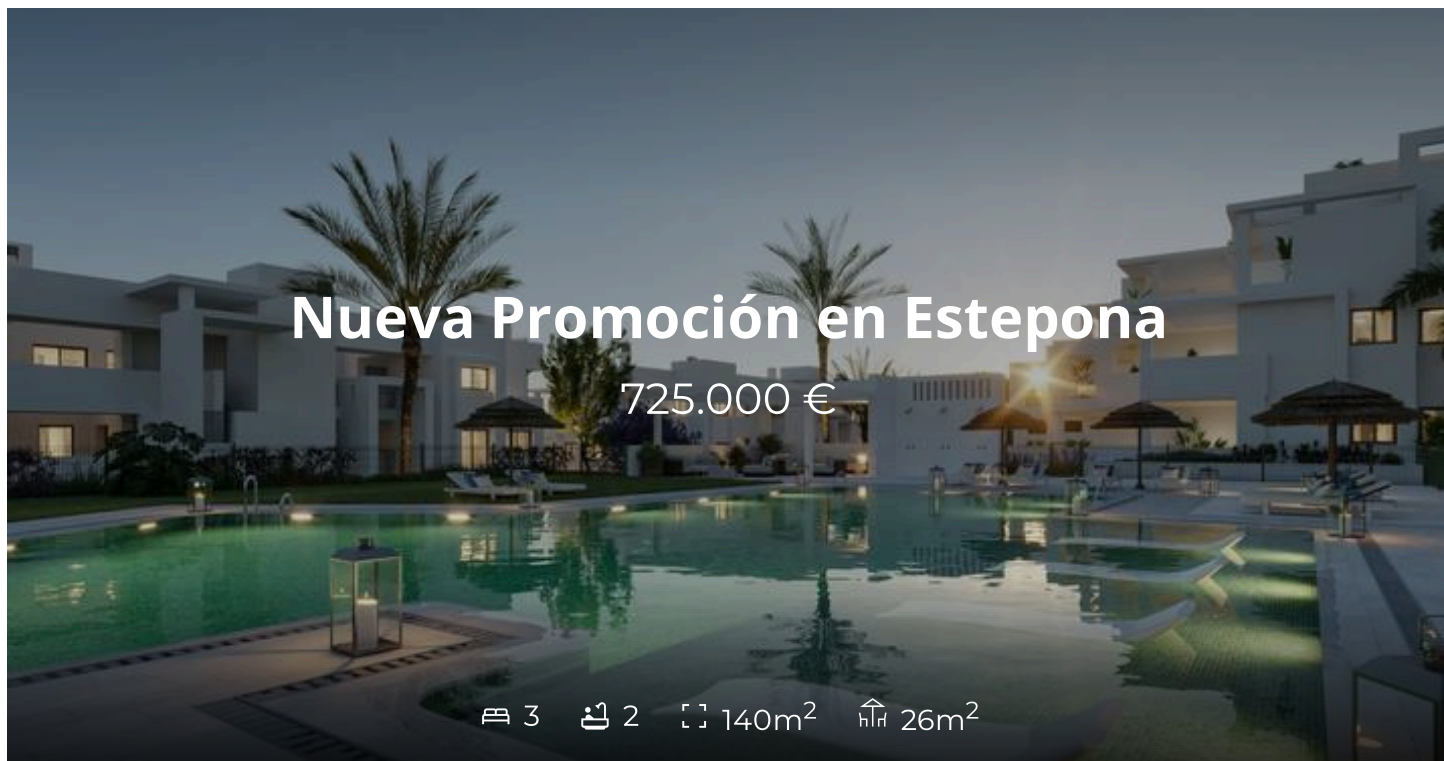 Nueva Promoción en Estepona
725.000 €
3 2 140m² 26m²